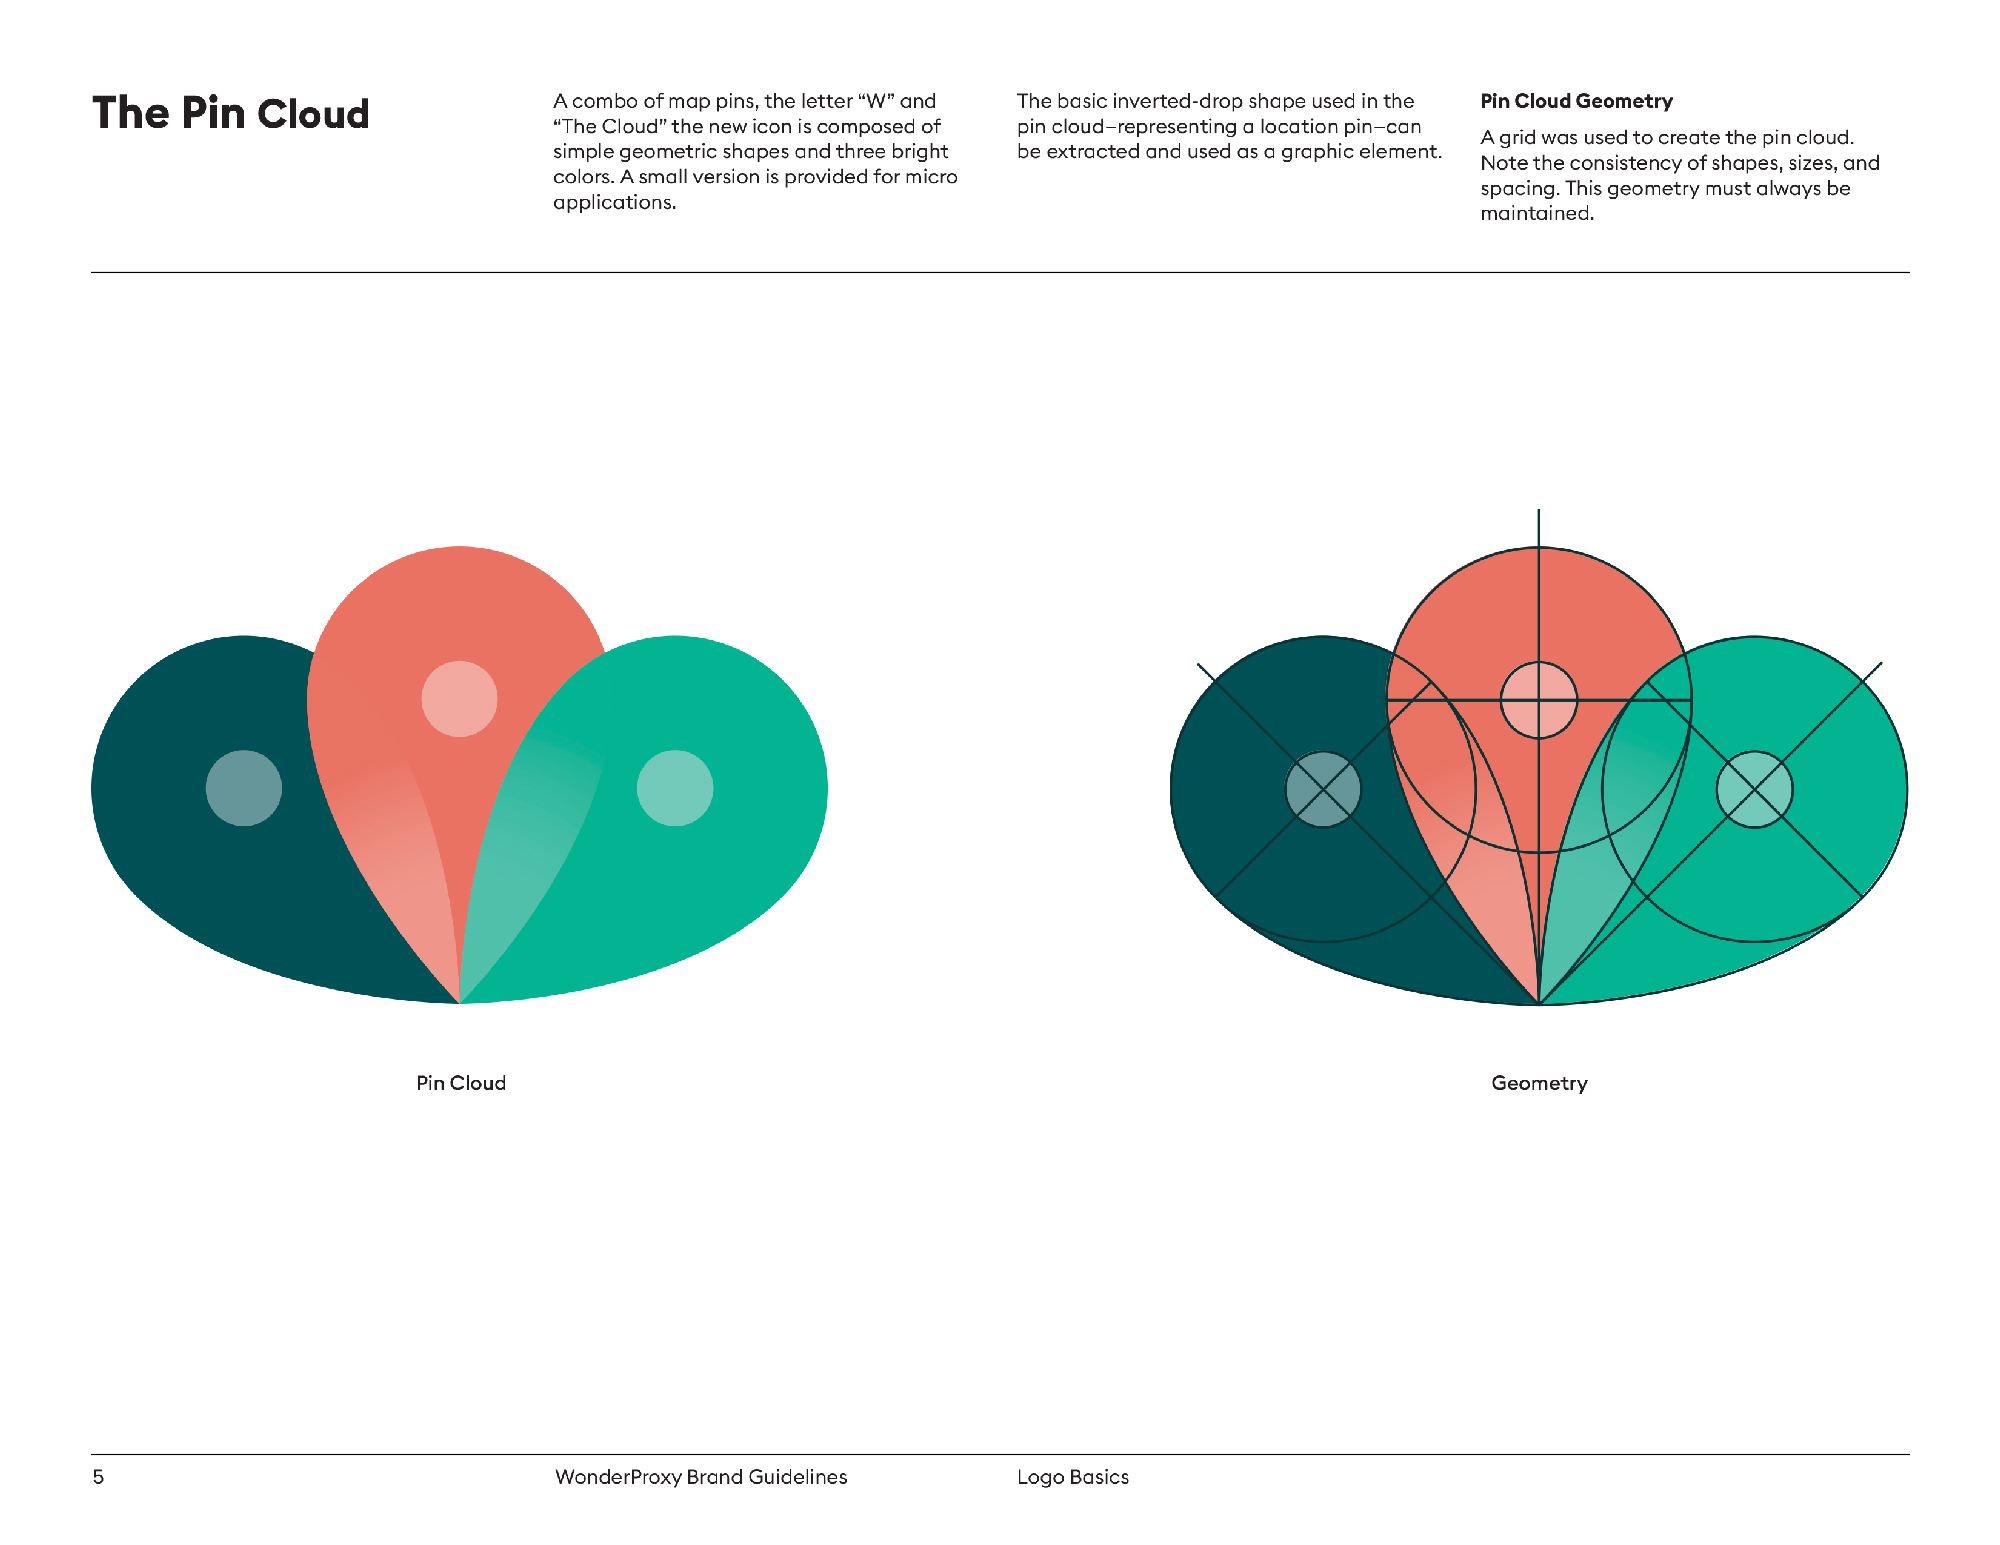 The Pin Cloud
A combo of map pins, the letter “W” and
“The Cloud” the new icon is composed of
simple geometric shapes and three bright
colors. A small version is provided for micro
applications.
The basic inverted-drop shape used in the
pin cloud—representing a location pin—can
be extracted and used as a graphic element.
Pin Cloud Geometry
A grid was used to create the pin cloud.
Note the consistency of shapes, sizes, and
spacing. This geometry must always be
maintained.
Pin Cloud
Geometry
5
WonderProxy Brand Guidelines
Logo Basics